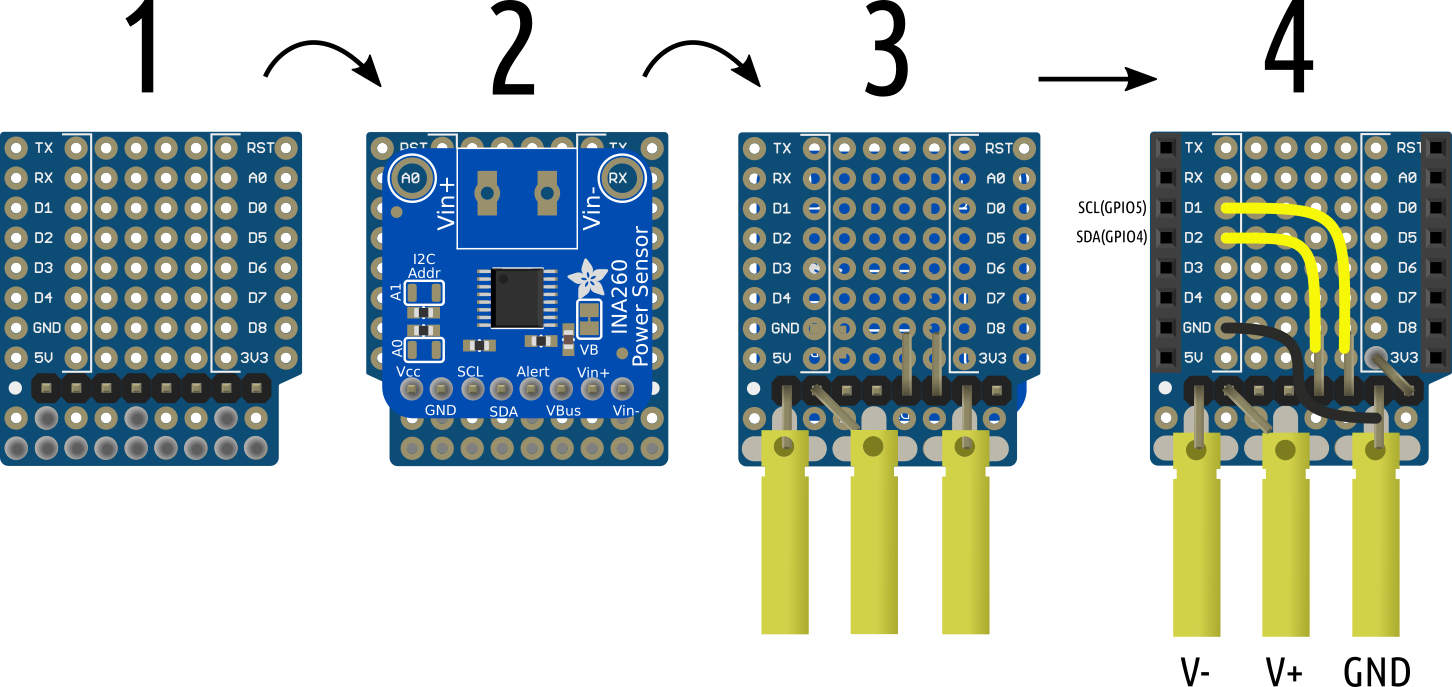 1 2 3 4
TX RST
RX A0
D1 D0
D2 D5
D3 D6
D4 D7
GND D8
5V 3V3
RST TX
A0 RX
Vin+ Vin-
I2C
Addr
A1
A0
INA260
Power Sensor
VB
Vcc SCL Alert Vin+
GND SDA VBus Vin-
TX RST
RX A0
D1 D0
D2 D5
D3 D6
D4 D7
GND D8
5V 3V3
TX RST
RX A0
SCL(GPIO5) D1 D0
SDA(GPIO4) D2 D5
D3 D6
D4 D7
GND D8
5V 3V3
V- V+ GND